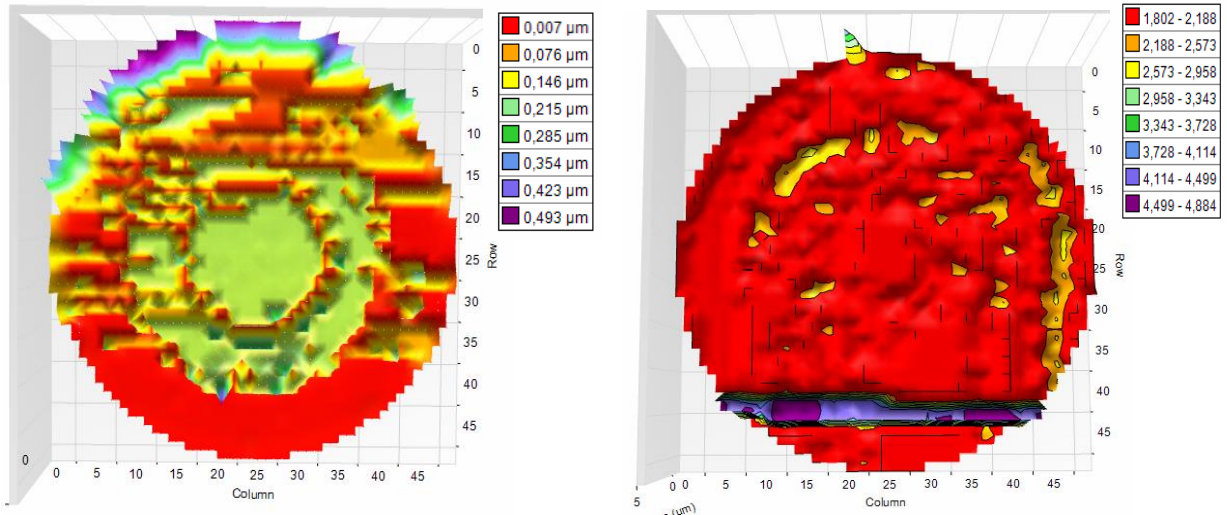 0,007 µm
0,076 µm
0,146 µm
0,215 µm
0,285 µm
0,354 µm
0,423 µm
0,493 µm
0
5
10
15
20
25
30
35
40
45
Row
0
0 5 10 15 20 25 30 35 40 45
Column
1,802 - 2,188
2,188 - 2,573
2,573 - 2,958
2,958 - 3,343
3,343 - 3,728
3,728 - 4,114
4,114 - 4,499
4,499 - 4,884
0
5
10
15
20
25
30
35
40
45
Row
0 5 10 15 20 25 30 35 40 45
Column
5
(µm)